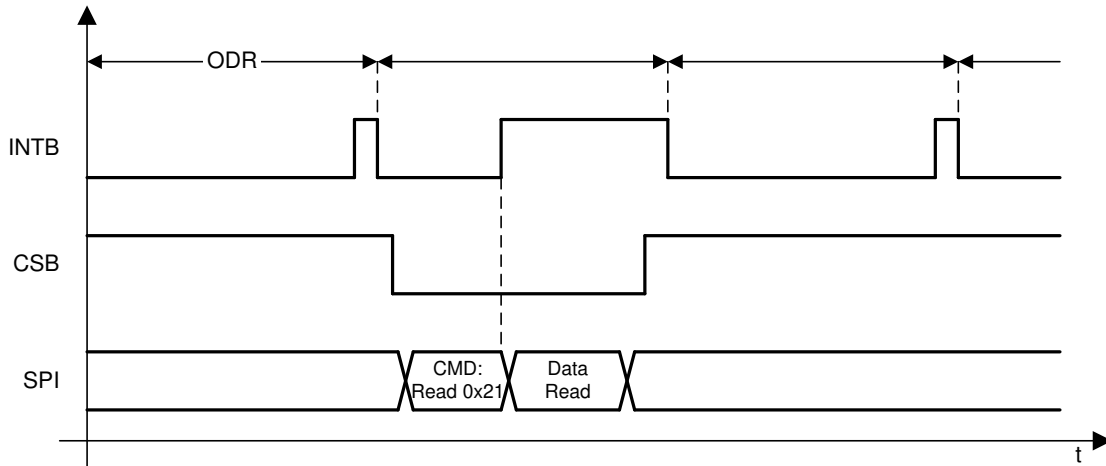 ODR
INTB
CSB
SPI
CMD:
Read 0x21
Data
Read
t